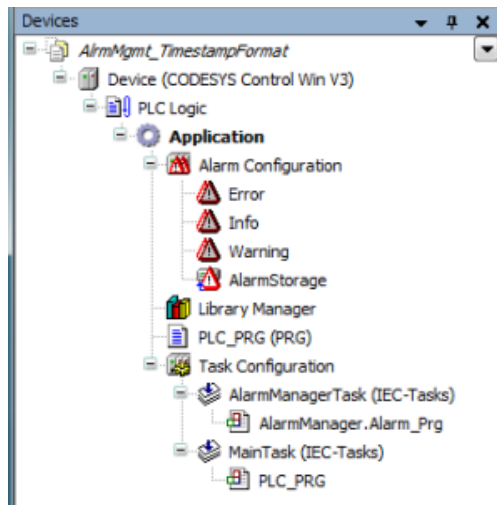 Devices
AlrmMgmt_TimestampFormat
Device (CODESYS Control Win V3)
PLC Logic
Application
Alarm Configuration
Error
Info
Warning
AlarmStorage
Library Manager
PLC_PRG (PRG)
Task Configuration
AlarmManagerTask (IEC-Tasks)
AlarmManager.Alarm_Prg
MainTask (IEC-Tasks)
PLC_PRG